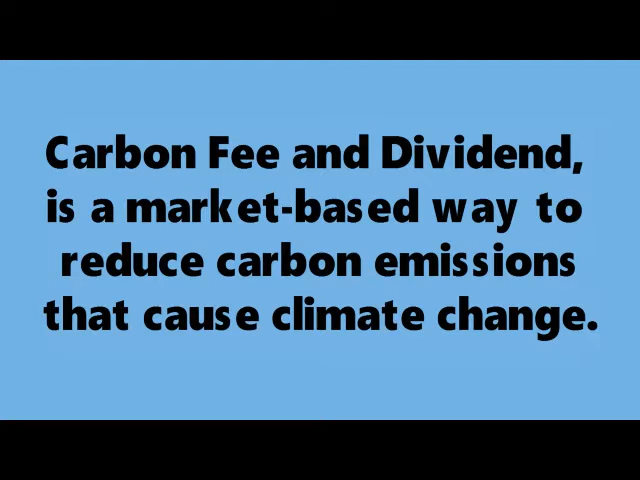 Carbon Fee and Dividend,
is a market-based way to
reduce carbon emissions
that cause climate change.